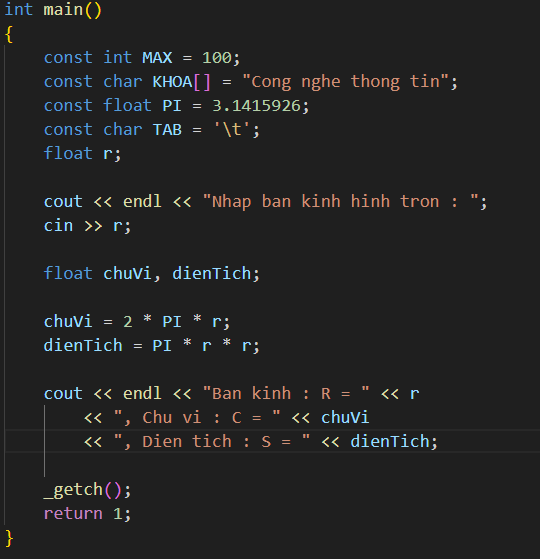 int main()
{
const int MAX = 100;
const char KHOA[] = "Cong nghe thong tin";
const float PI = 3.1415926;
const char TAB = '\t';
float r;
cout << endl << "Nhap ban kinh hinh tron : ";
cin >> r;
float chuVi, dienTich;
chuVi = 2 * PI * r;
dienTich = PI * r * r;
cout << endl << "Ban kinh : R = " << r
<< ", Chu vi : C = " << chuVi
<< ", Dien tich : S = " << dienTich;
_getch();
return 1;
}